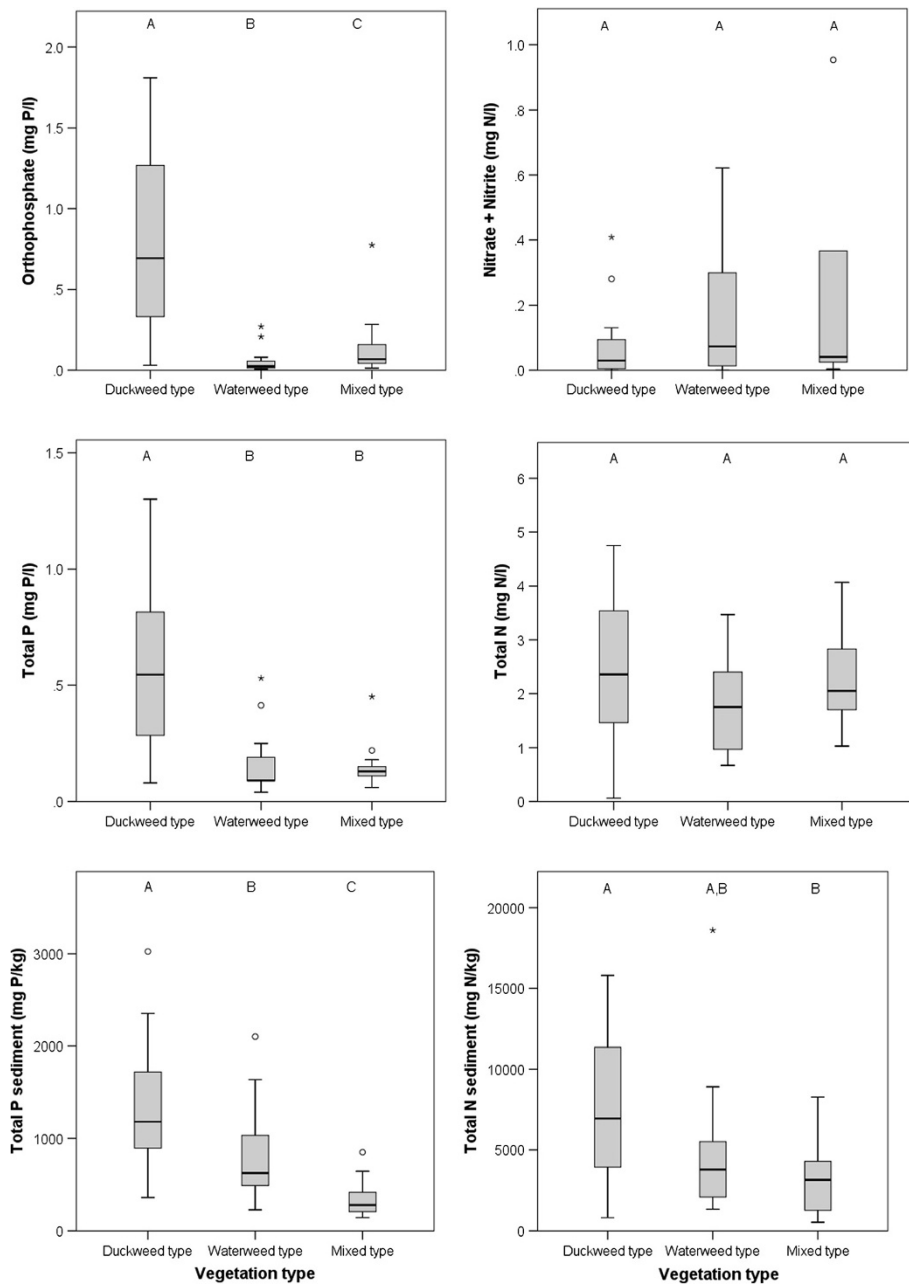 A B C
Orthophosphate (mg P/l)
2.0
1.5
1.0
.5
.0
Duckweed type Waterweed type Mixed type
A A A
Nitrate + Nitrite (mg N/l)
1.0
.8
.6
.4
.2
.0
Duckweed type Waterweed type Mixed type
A B B
Total P (mg P/l)
1.5
1.0
.5
.0
Duckweed type Waterweed type Mixed type
A A A
Total N (mg N/l)
6
5
4
3
2
1
0
Duckweed type Waterweed type Mixed type
A B C
Total P sediment (mg P/kg)
3000
2000
1000
0
Duckweed type Waterweed type Mixed type
Vegetation type
A A,B B
Total N sediment (mg N/kg)
20000
15000
10000
5000
0
Duckweed type Waterweed type Mixed type
Vegetation type